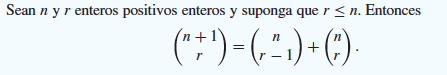 Sean n y r enteros positivos enteros y suponga que r ≤ n. Entonces
(n + 1 / r) = (n / r − 1) + (n / r).